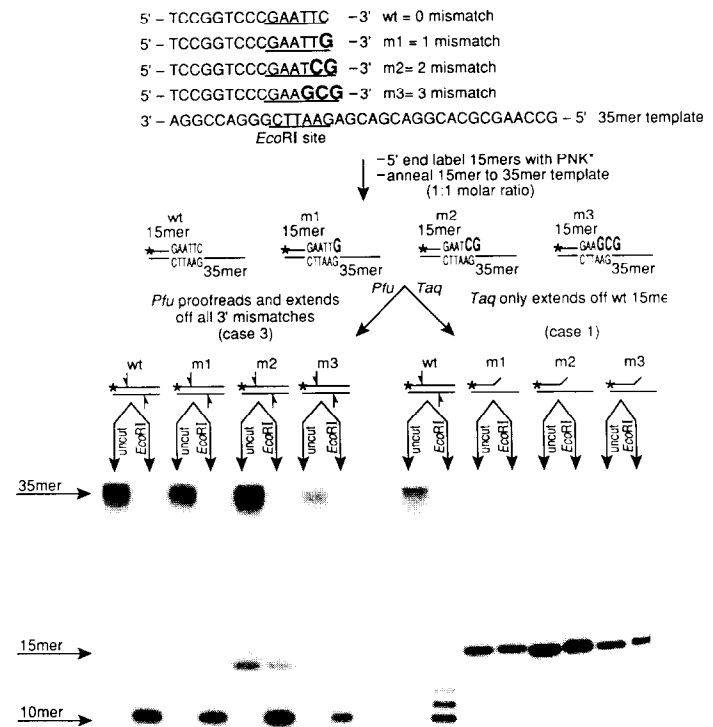 5' – TCCGGTCCCGAATTC –3' wt = 0 mismatch
5' – TCCGGTCCCGAATTG –3' m1= 1 mismatch
5' – TCCGGTCCCGAATCG –3' m2= 2 mismatch
5' – TCCGGTCCCGAAGCG –3' m3= 3 mismatch
3' – AGGCCAGGGCTTAAGAGCAGCAGGCACGCGAACCG – 5' 35mer template
EcoRI site
–5' end label 15mers with PNK*
–anneal 15mer to 35mer template
(1:1 molar ratio)
wt m1 m2 m3
15mer 15mer 15mer 15mer
* GAATTC * GAATTG * GAATCG * GAAGCG
CTTAAG CTTAAG CTTAAG CTTAAG
35mer 35mer 35mer 35mer
Pfu Taq
Pfu proofreads and extends
off all 3' mismatches
(case 3)
Taq only extends off wt 15me
(case 1)
wt m1 m2 m3 wt m1 m2 m3
* * * * * * * *
uncut EcoRI uncut EcoRI uncut EcoRI uncut EcoRI uncut EcoRI uncut EcoRI uncut EcoRI uncut EcoRI
35mer
15mer
10mer